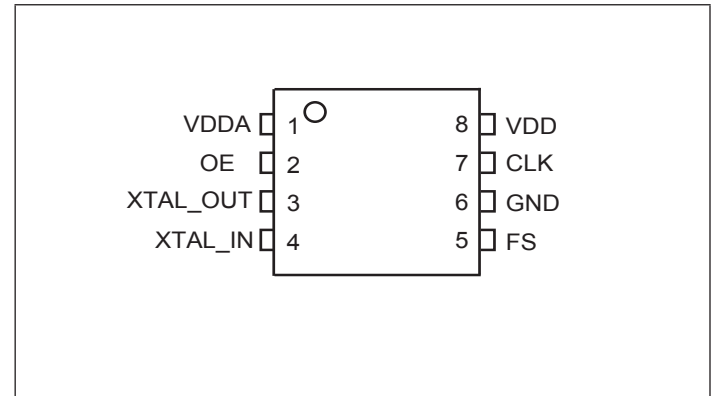 VDDA 1 8 VDD
OE 2 7 CLK
XTAL_OUT 3 6 GND
XTAL_IN 4 5 FS